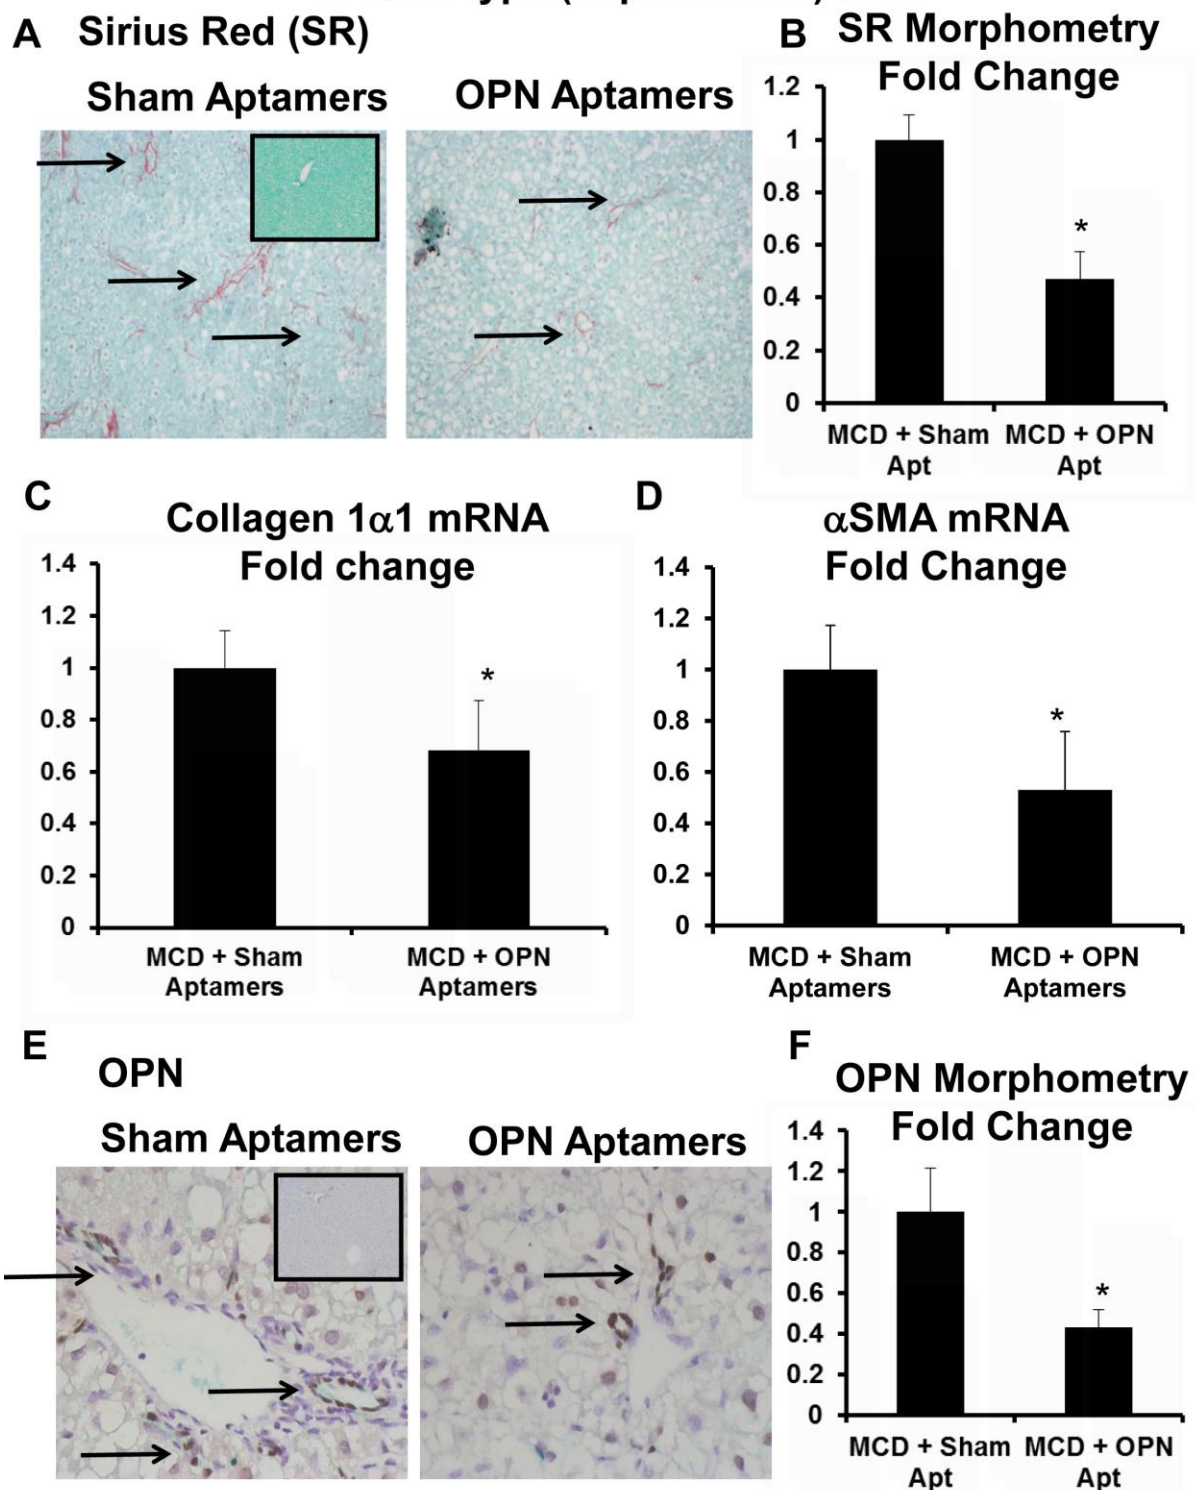 A Sirius Red (SR)
Sham Aptamers
OPN Aptamers
B SR Morphometry
Fold Change
1.2
1
0.8
0.6
0.4
0.2
0
*
MCD + Sham Apt
MCD + OPN Apt
C
Collagen 1α1 mRNA
Fold change
1.4
1.2
1
0.8
0.6
0.4
0.2
0
*
MCD + Sham
Aptamers
MCD + OPN
Aptamers
D
αSMA mRNA
Fold Change
1.4
1.2
1
0.8
0.6
0.4
0.2
0
*
MCD + Sham
Aptamers
MCD + OPN
Aptamers
E
OPN
Sham Aptamers
OPN Aptamers
F
OPN Morphometry
Fold Change
1.4
1.2
1
0.8
0.6
0.4
0.2
0
*
MCD + Sham
Apt
MCD + OPN
Apt